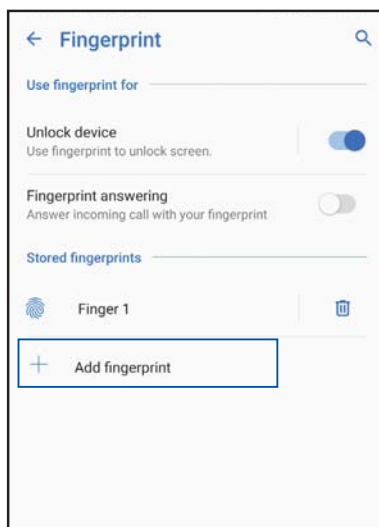 Fingerprint
Use fingerprint for
Unlock device
Use fingerprint to unlock screen.
Fingerprint answering
Answer incoming call with your fingerprint
Stored fingerprints
Finger 1
Add fingerprint